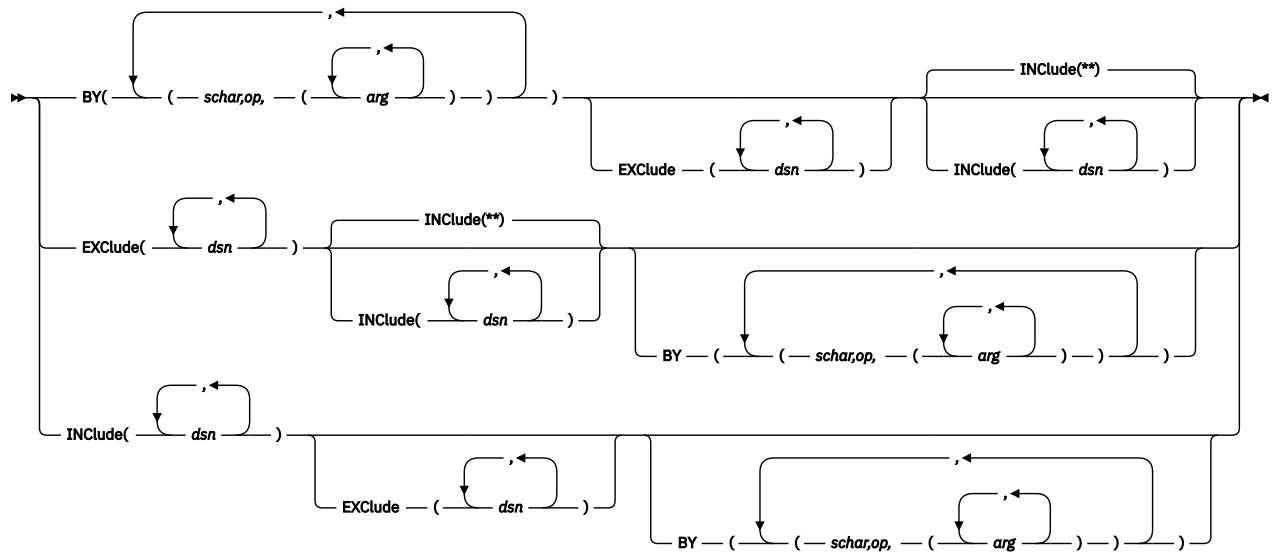 ,
,
INClude(**)
BY( ( schar,op, ( arg ) ) )
, ,
EXClude ( dsn ) INClude( dsn )
,
INClude(**)
EXClude( dsn )
, ,
INClude( dsn ) ,
BY ( ( schar,op, ( arg ) ) )
,
INClude( dsn )
, ,
EXClude ( dsn ) ,
BY ( ( schar,op, ( arg ) ) )